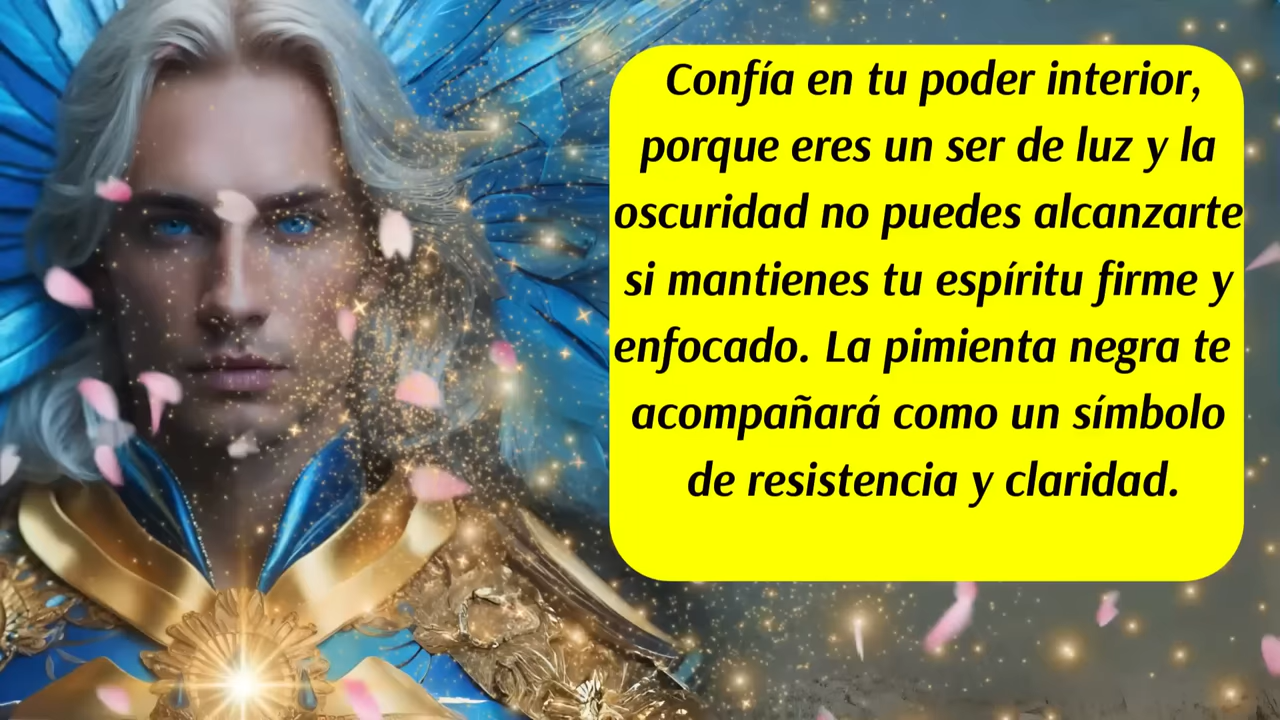 Confía en tu poder interior,
porque eres un ser de luz y la
oscuridad no puedes alcanzarte
si mantienes tu espíritu firme y
enfocado. La pimienta negra te
acompañará como un símbolo
de resistencia y claridad.